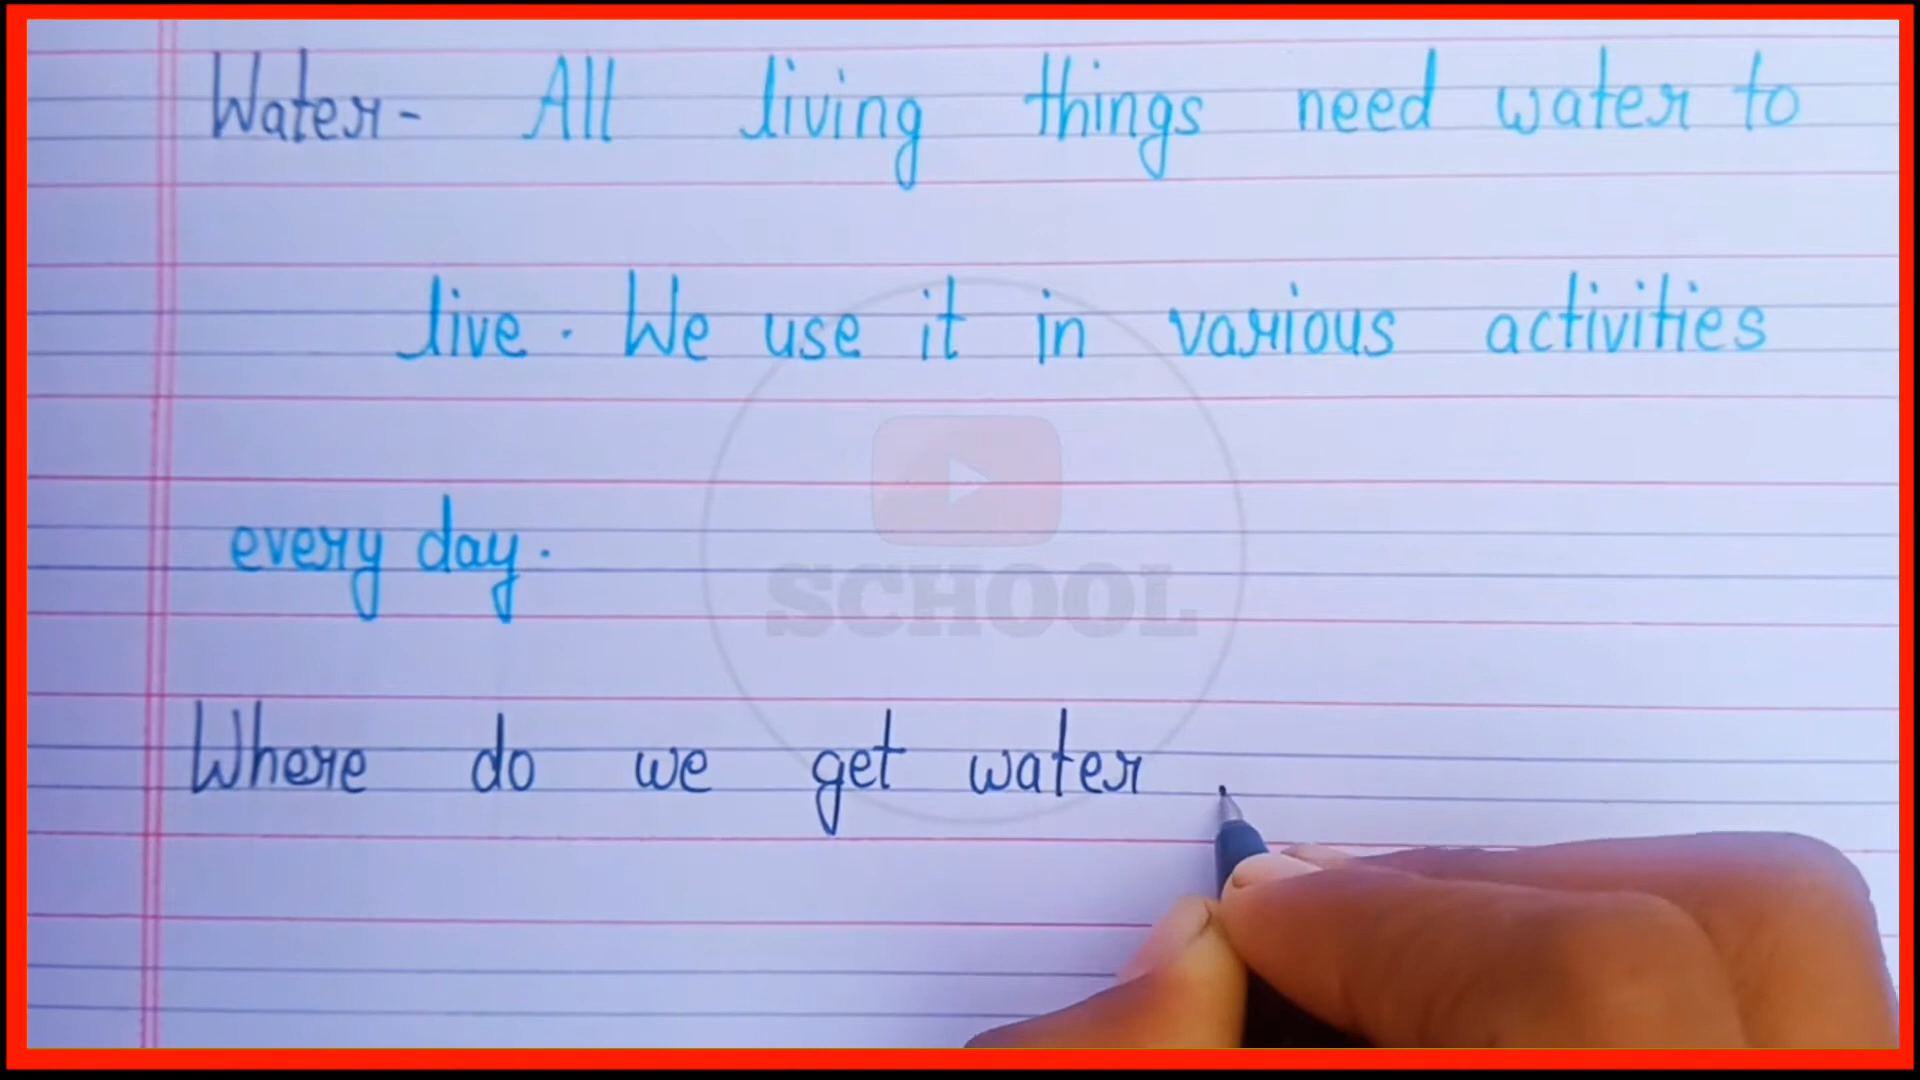 Water- All living things need water to
live. We use it in various activities
every day.
SCHOOL
Where do we get water